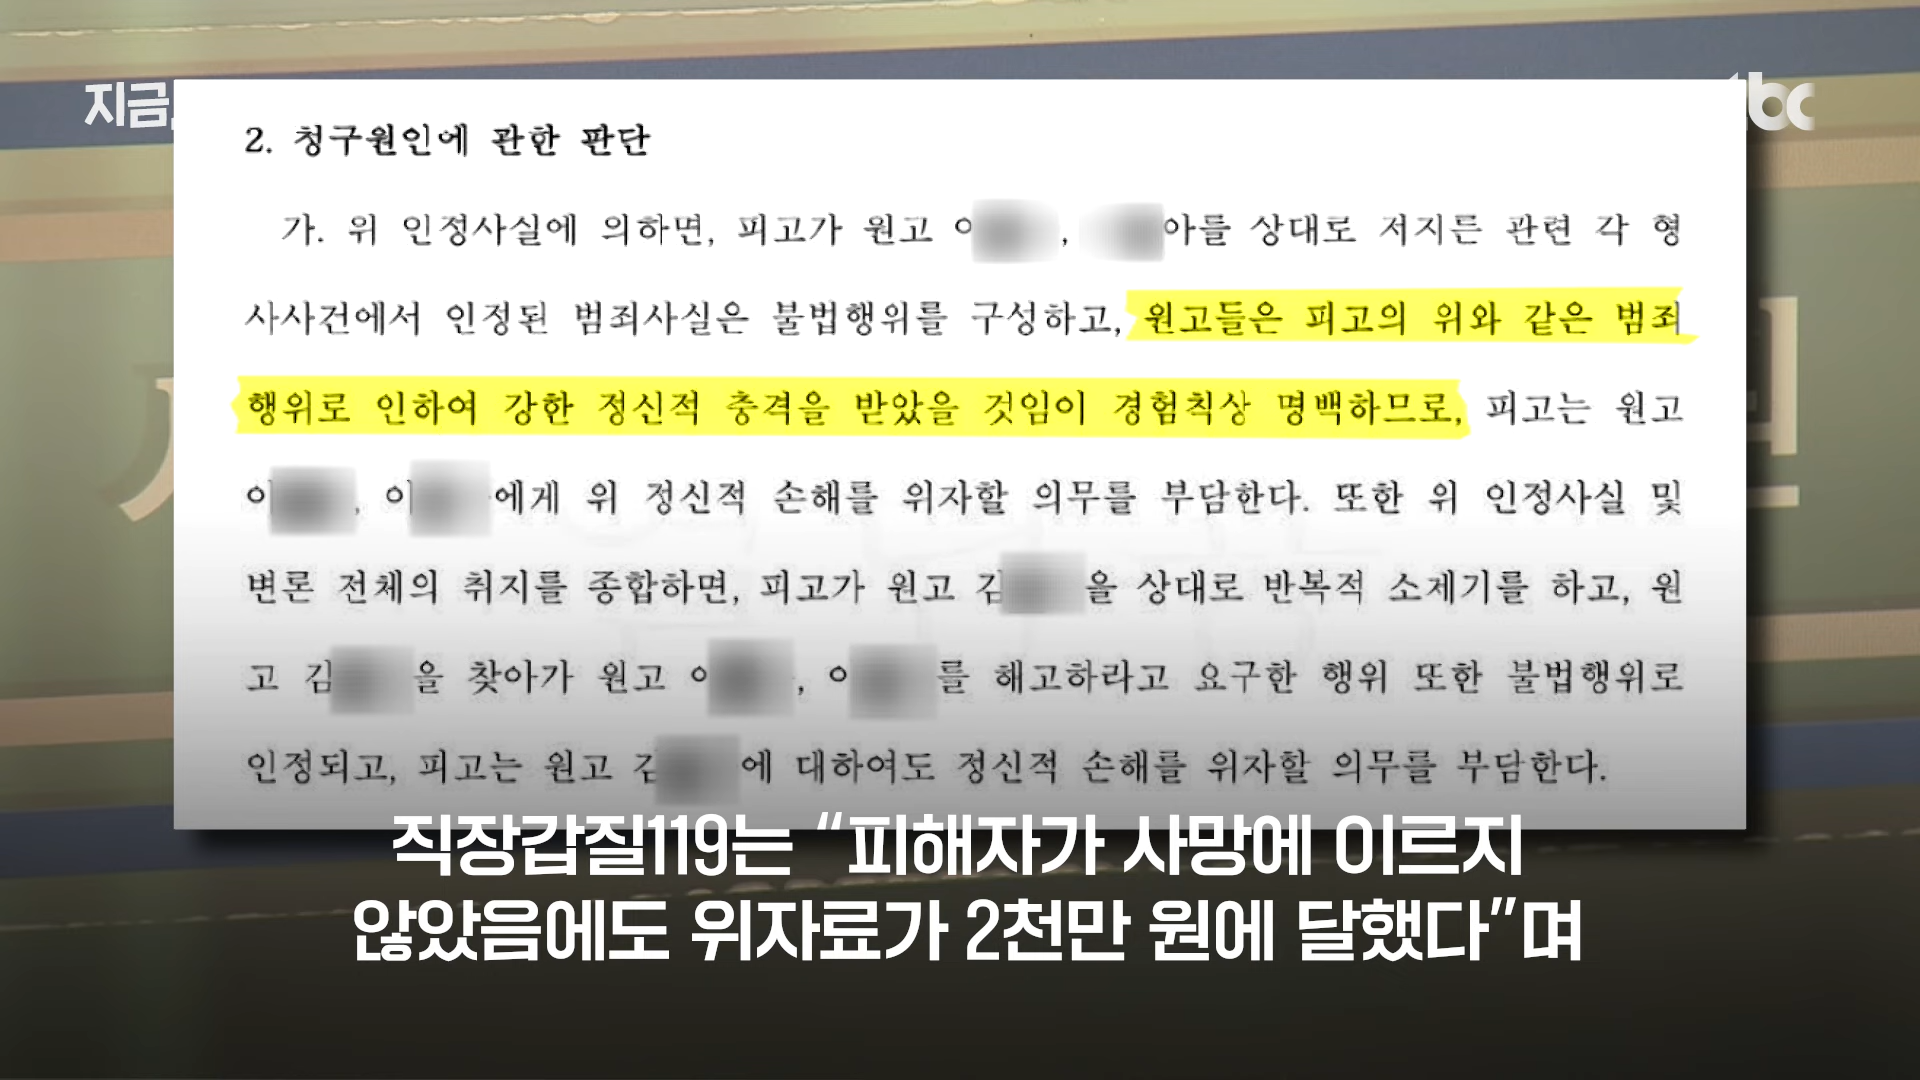 지금,
jtbc
2. 청구원인에 관한 판단
가. 위 인정사실에 의하면, 피고가 원고 이 , 아를 상대로 저지른 관련 각 형
사사건에서 인정된 범죄사실은 불법행위를 구성하고, 원고들은 피고의 위와 같은 범죄
행위로 인하여 강한 정신적 충격을 받았을 것임이 경험칙상 명백하므로, 피고는 원고
이 , 이 에게 위 정신적 손해를 위자할 의무를 부담한다. 또한 위 인정사실 및
변론 전체의 취지를 종합하면, 피고가 원고 김 을 상대로 반복적 소제기를 하고, 원
고 김 을 찾아가 원고 이 , 이 를 해고하라고 요구한 행위 또한 불법행위로
인정되고, 피고는 원고 김 에 대하여도 정신적 손해를 위자할 의무를 부담한다.
직장갑질119는 “피해자가 사망에 이르지
않았음에도 위자료가 2천만 원에 달했다”며